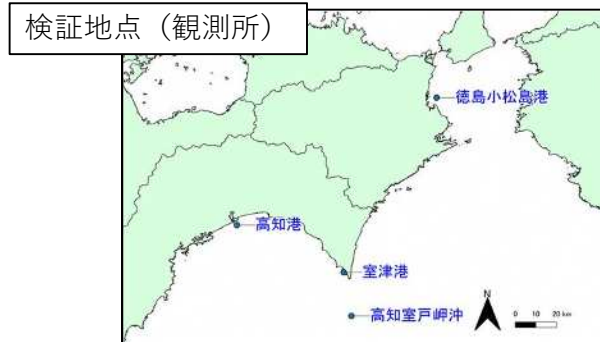 検証地点（観測所）
徳島小松島港
高知港
室津港
高知室戸岬沖
N
0 10 20 km